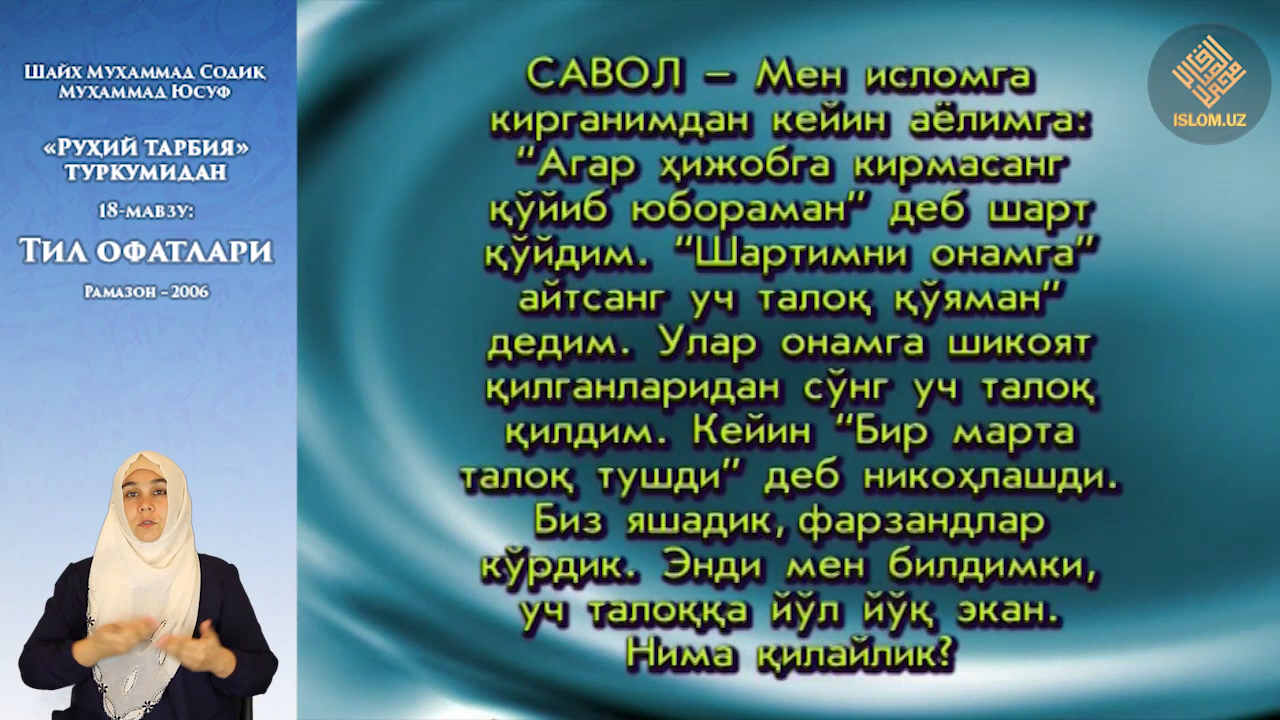 Шайх Муҳаммад Содиқ
Муҳаммад Юсуф
«Руҳий тарбия»
туркумидан
18-мавзу:
Тил офатлари
Рамазон – 2006
САВОЛ – Мен исломга
кирганимдан кейин аёлимга:
“Агар ҳижобга кирмасанг
қўйиб юбораман” деб шарт
қўйдим. “Шартимни онамга”
айтсанг уч талоқ қўяман”
дедим. Улар онамга шикоят
қилганларидан сўнг уч талоқ
қилдим. Кейин “Бир марта
талоқ тушди” деб никоҳлашди.
Биз яшадик, фарзандлар
кўрдик. Энди мен билдимки,
уч талоққа йўл йўқ экан.
Нима қилайлик?
ISLOM.UZ